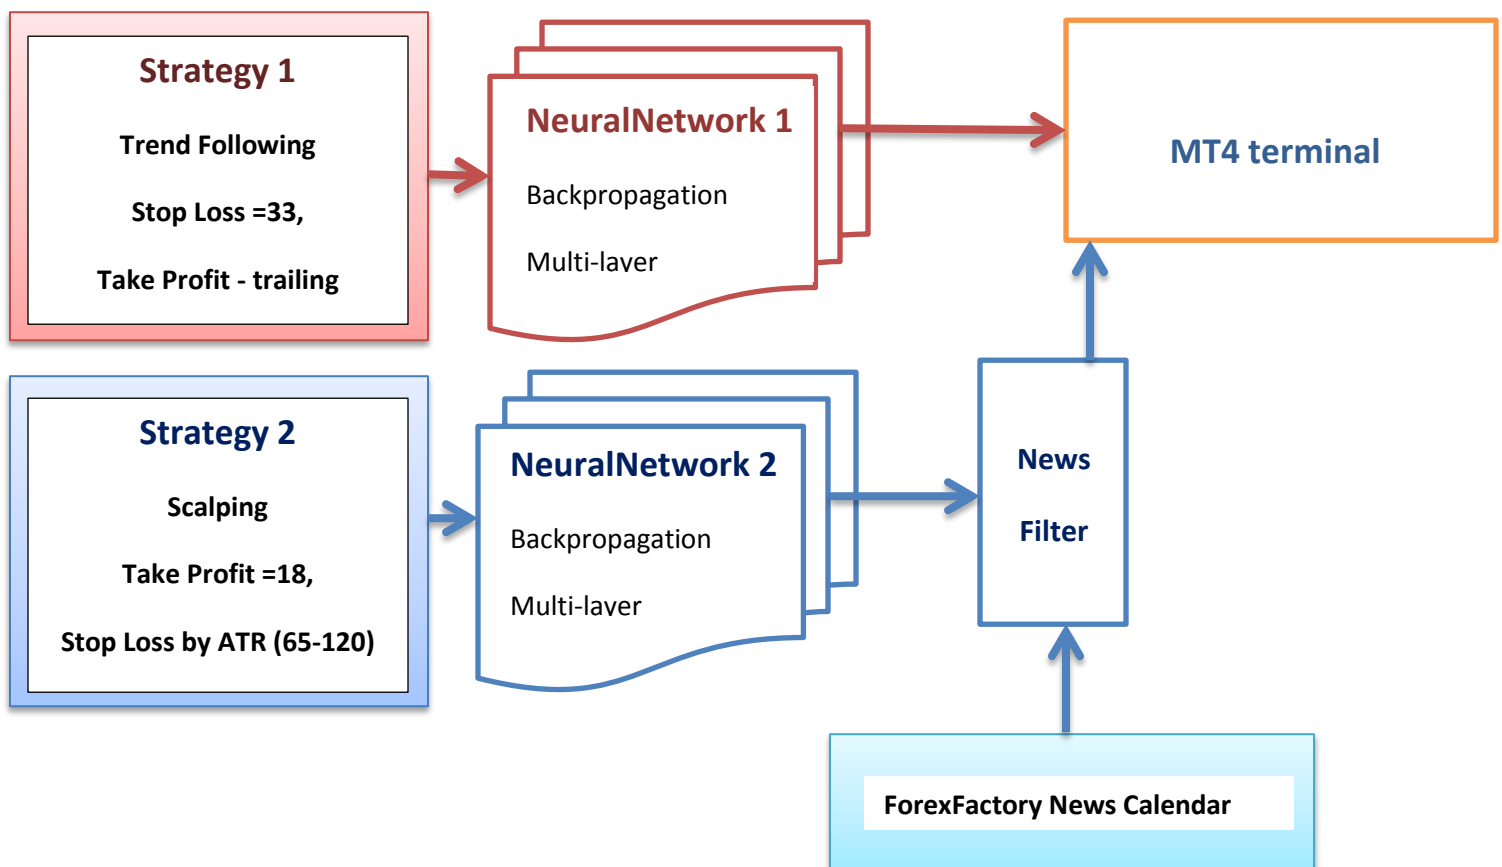 Strategy 1
Trend Following
Stop Loss =33,
Take Profit - trailing
NeuralNetwork 1
Backpropagation
Multi-laver
MT4 terminal
Strategy 2
Scalping
Take Profit =18,
Stop Loss by ATR (65-120)
NeuralNetwork 2
Backpropagation
Multi-laver
News
Filter
ForexFactory News Calendar